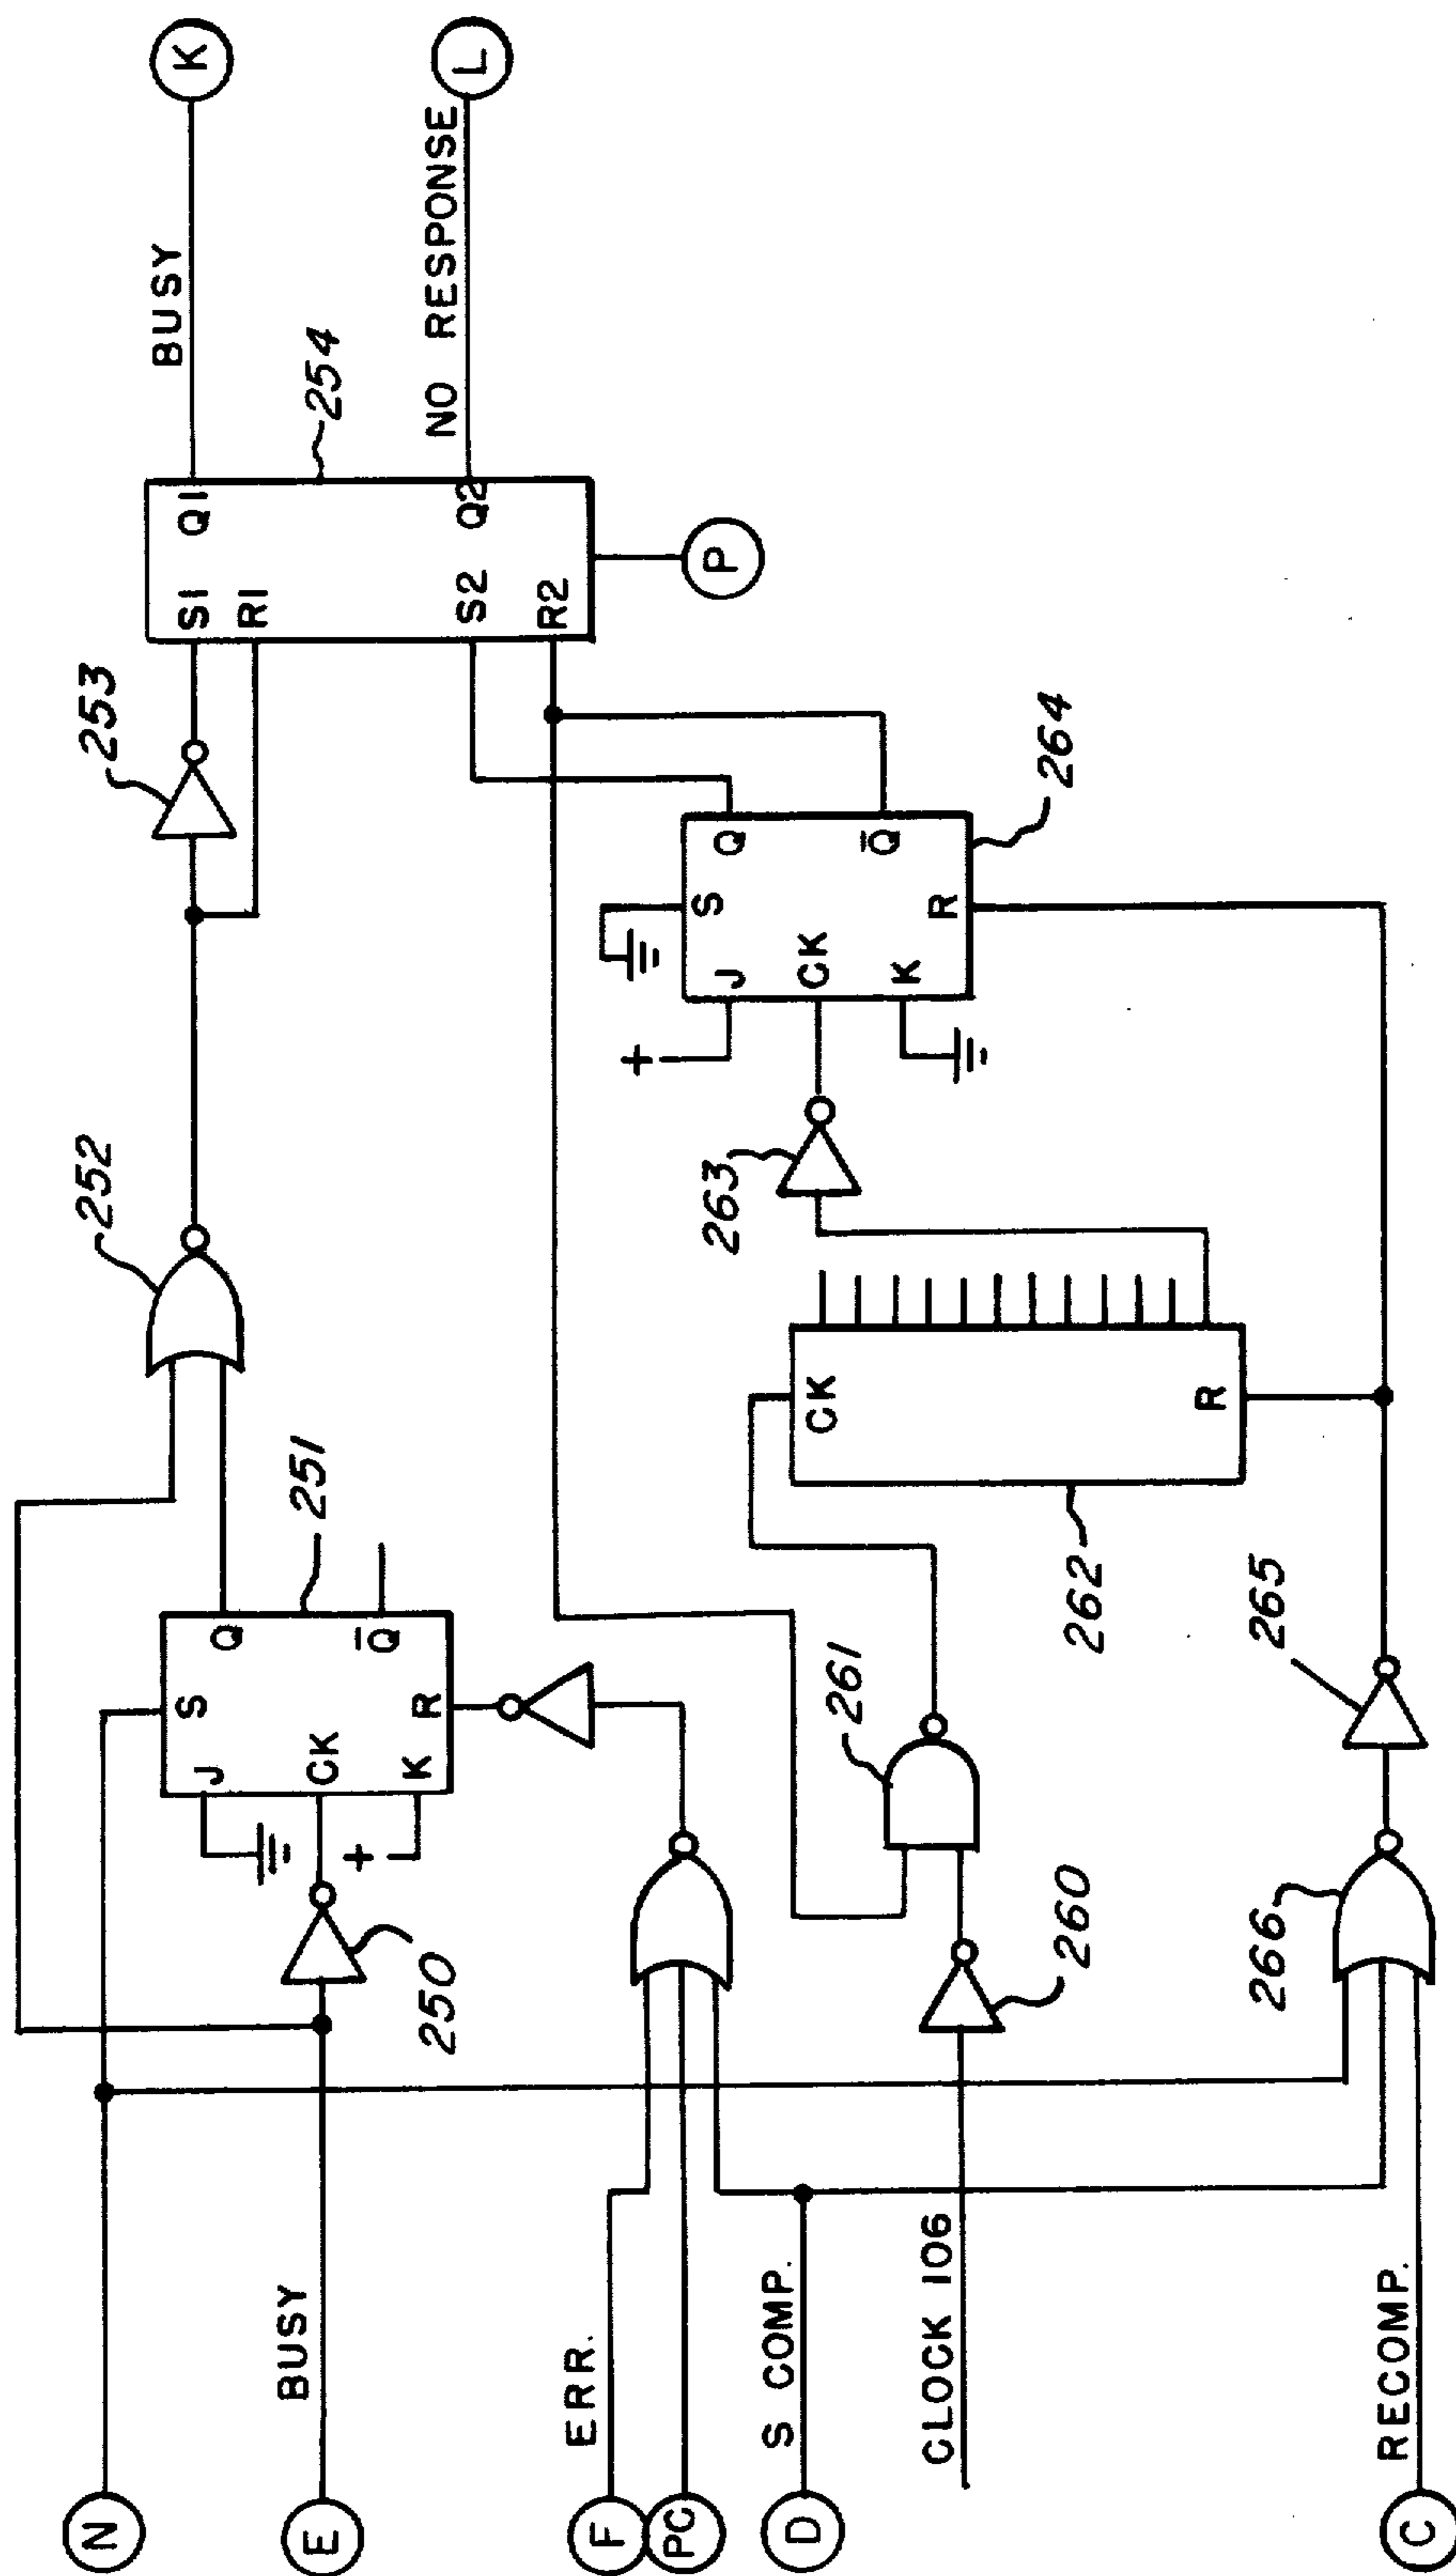 N
E
BUSY
F
ERR.
PC
D
S COMP.
CLOCK 106
C
RECOMP.
250
J
S
CK
K
R
Q
Q̅
251
252
253
S1
R1
Q1
S2
R2
Q2
254
BUSY
K
NO RESPONSE
L
P
260
261
CK
R
262
263
J
S
CK
K
R
Q
Q̅
264
265
266